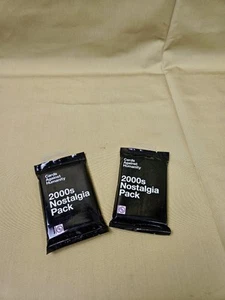 Cards
Against
Humanity
2000s
Nostalgia
Pack
Cards
Against
Humanity
2000s
Nostalgia
Pack